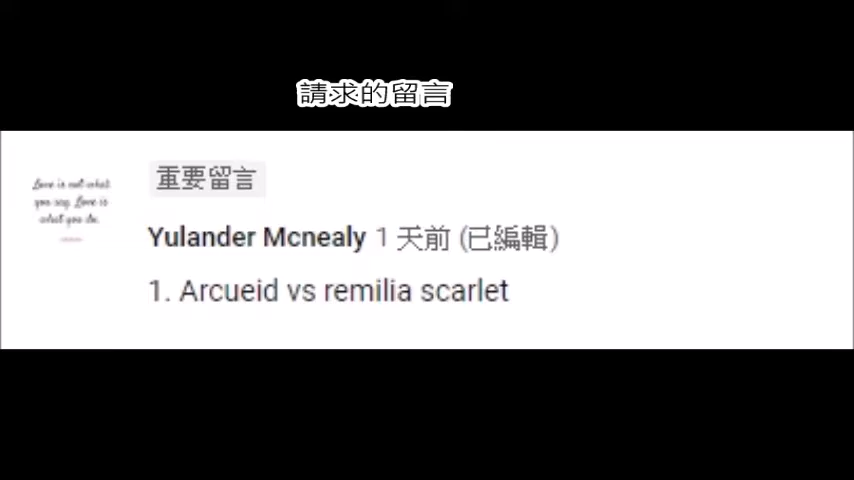 請求的留言
重要留言
Love is not what
you say. Love is
what you do.
Yulander Mcnealy 1 天前 (已編輯)
1. Arcueid vs remilia scarlet